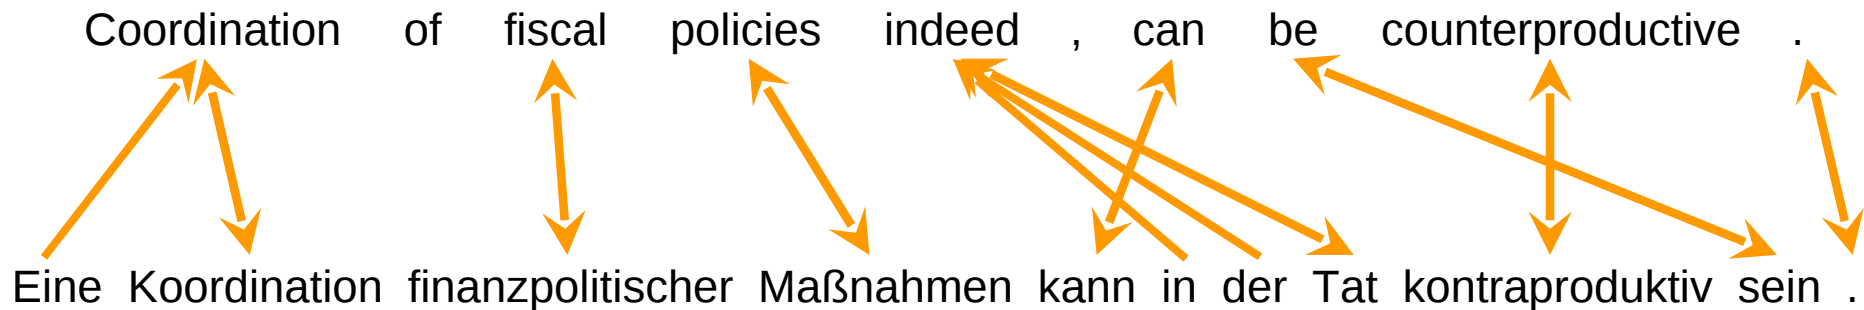 Coordination of fiscal policies indeed , can be counterproductive .
Eine Koordination finanzpolitischer Maßnahmen kann in der Tat kontraproduktiv sein .